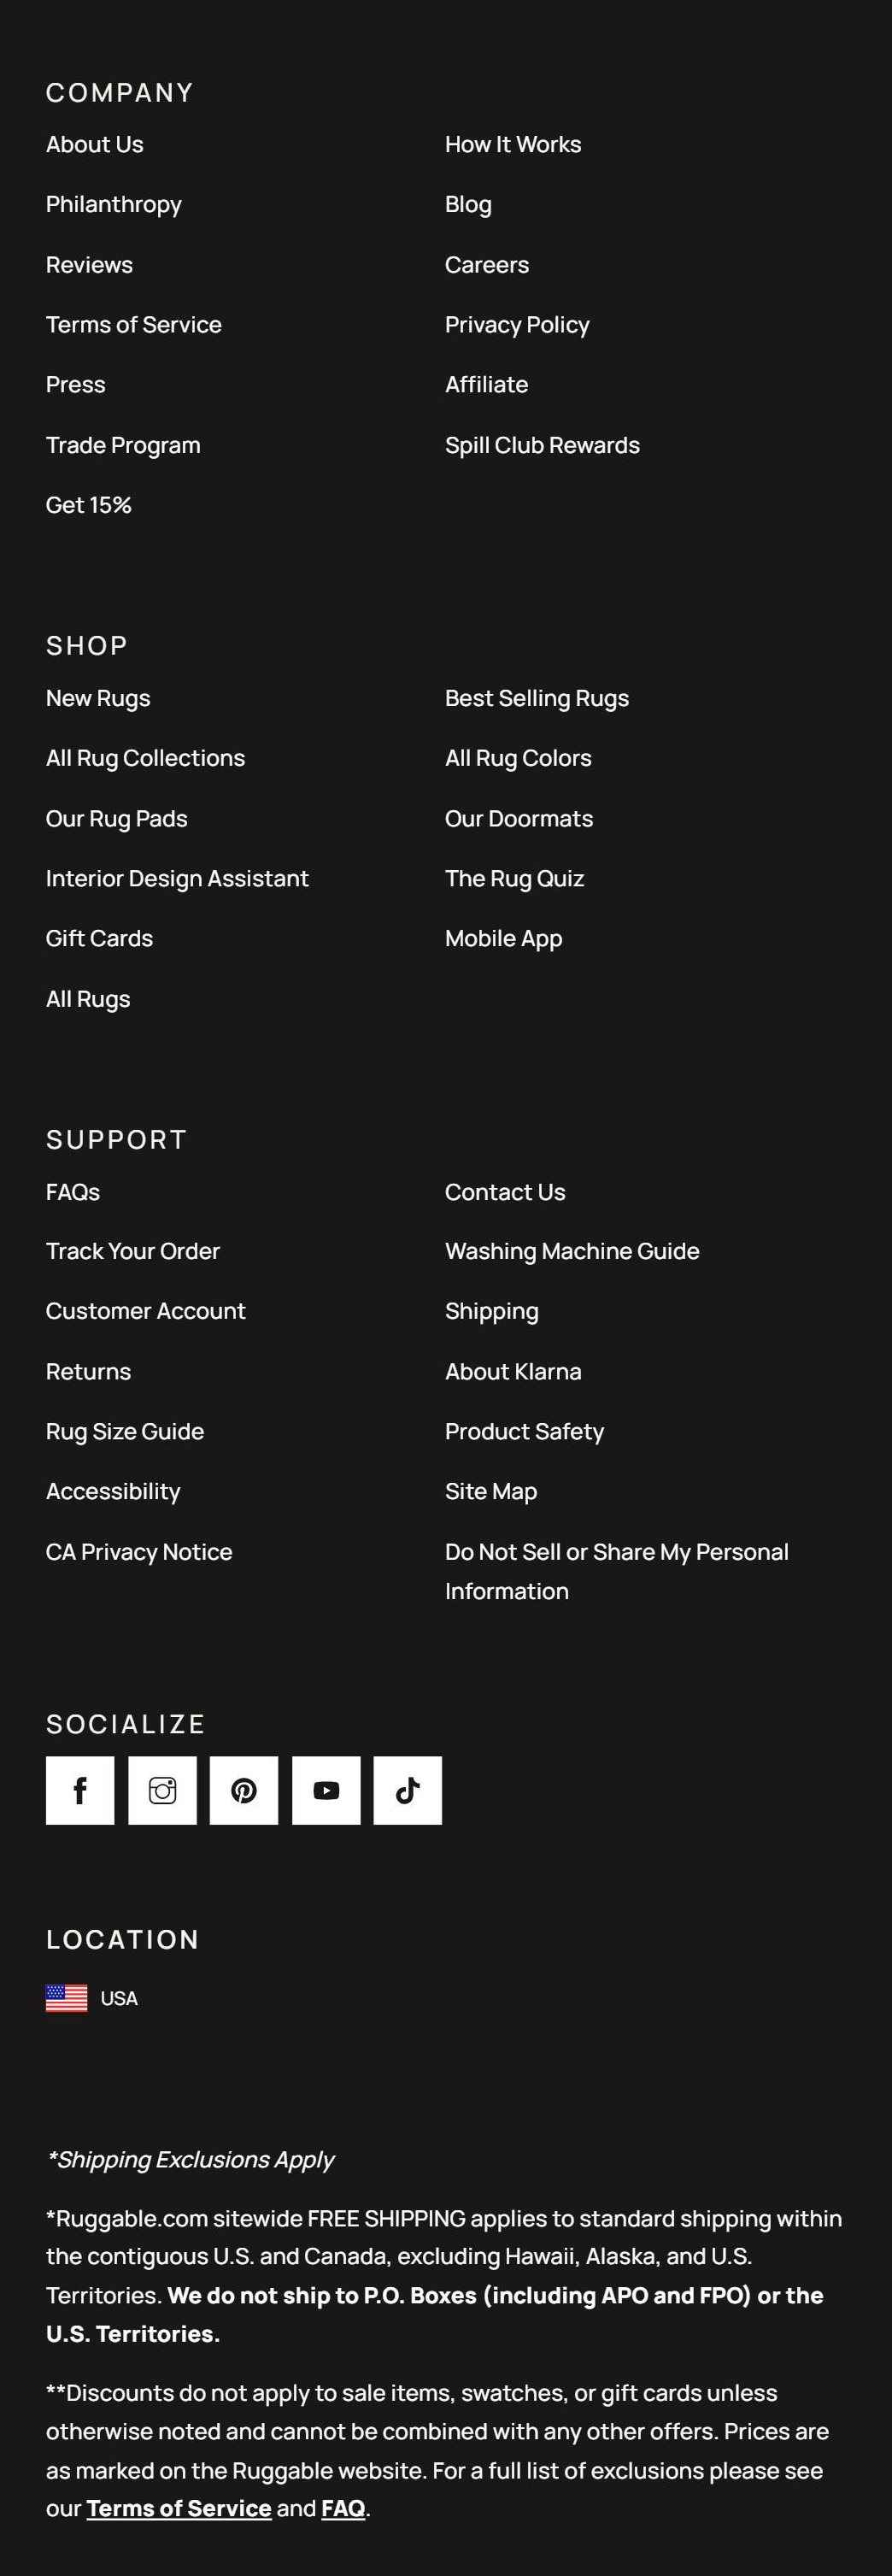 COMPANY
About Us
How It Works
Philanthropy
Blog
Reviews
Careers
Terms of Service
Privacy Policy
Press
Affiliate
Trade Program
Spill Club Rewards
Get 15%
SHOP
New Rugs
Best Selling Rugs
All Rug Collections
All Rug Colors
Our Rug Pads
Our Doormats
Interior Design Assistant
The Rug Quiz
Gift Cards
Mobile App
All Rugs
SUPPORT
FAQs
Contact Us
Track Your Order
Washing Machine Guide
Customer Account
Shipping
Returns
About Klarna
Rug Size Guide
Product Safety
Accessibility
Site Map
CA Privacy Notice
Do Not Sell or Share My Personal
Information
SOCIALIZE
LOCATION
USA
*Shipping Exclusions Apply
*Ruggable.com sitewide FREE SHIPPING applies to standard shipping within
the contiguous U.S. and Canada, excluding Hawaii, Alaska, and U.S.
Territories. We do not ship to P.O. Boxes (including APO and FPO) or the
U.S. Territories.
**Discounts do not apply to sale items, swatches, or gift cards unless
otherwise noted and cannot be combined with any other offers. Prices are
as marked on the Ruggable website. For a full list of exclusions please see
our Terms of Service and FAQ.